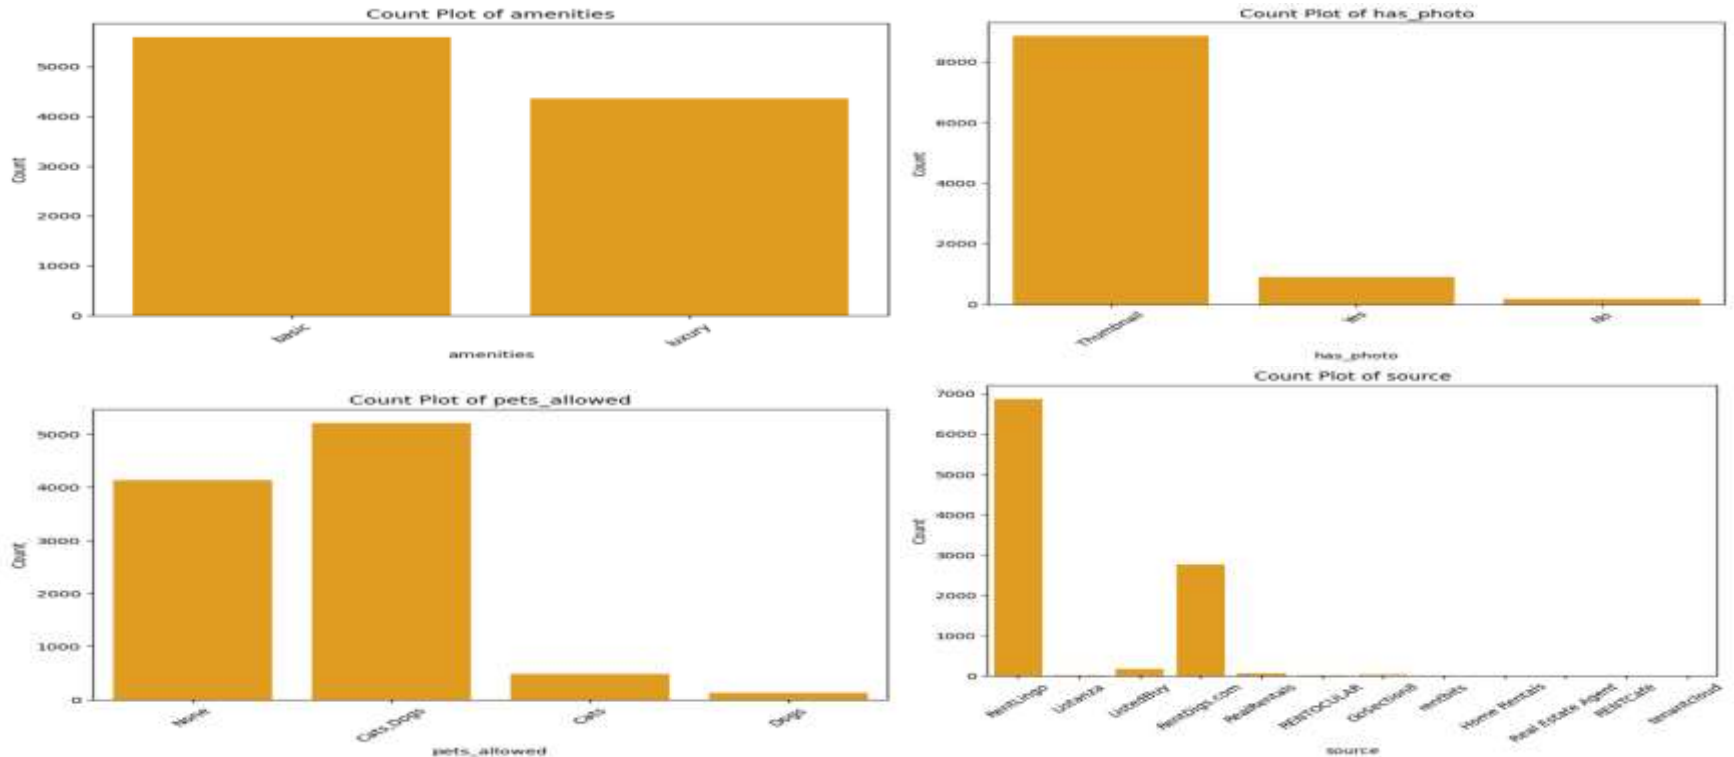 Count Plot of amenities
Count
5000
4000
3000
2000
1000
0
basic
luxury
amenities
Count Plot of has_photo
Count
8000
6000
4000
2000
0
Thumbnail
Yes
No
has_photo
Count Plot of pets_allowed
Count
5000
4000
3000
2000
1000
0
None
Cats,Dogs
Cats
Dogs
pets_allowed
Count Plot of source
Count
7000
6000
5000
4000
3000
2000
1000
0
RentLingo
Listanza
ListedBuy
RentDigs.com
RealRentals
RENTOCULAR
GoSection8
rentbits
Home Rentals
Real Estate Agent
RENTCafé
tenantcloud
source